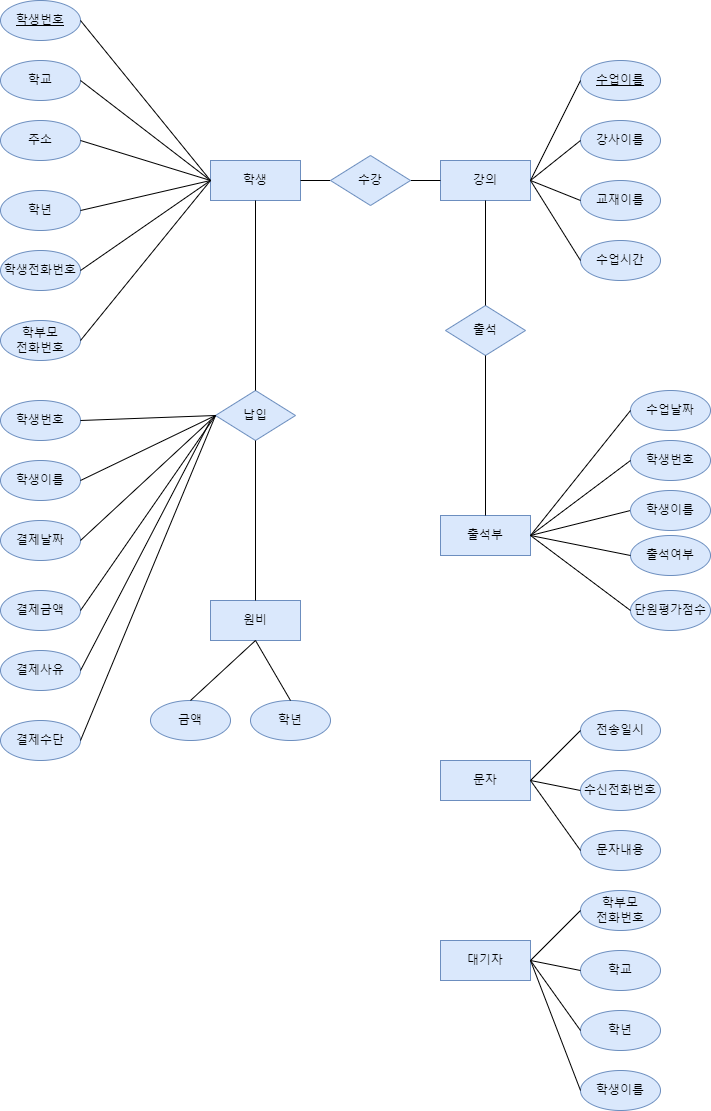 학생번호
학교
주소
학년
학생전화번호
학부모
전화번호
학생
수강
강의
수업이름
강사이름
교재이름
수업시간
출석
납입
학생번호
학생이름
결제날짜
결제금액
결제사유
결제수단
원비
금액
학년
출석부
수업날짜
학생번호
학생이름
출석여부
단원평가점수
문자
전송일시
수신전화번호
문자내용
대기자
학부모
전화번호
학교
학년
학생이름